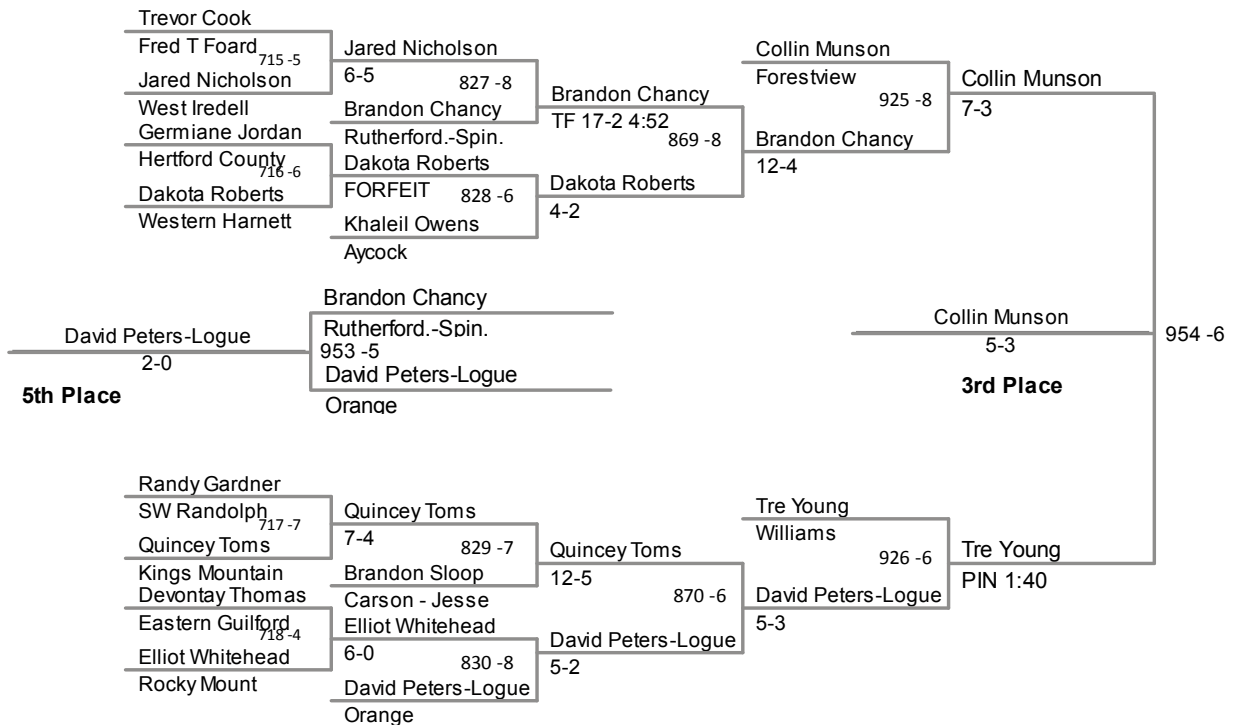 Trevor Cook
Fred T Foard
715 -5
Jared Nicholson
West Iredell
Germiane Jordan
Hertford County
716 -6
Dakota Roberts
Western Harnett
Jared Nicholson
6-5
827 -8
Brandon Chancy
Rutherford.-Spin.
Dakota Roberts
FORFEIT
828 -6
Khaleil Owens
Aycock
Brandon Chancy
TF 17-2 4:52
869 -8
Dakota Roberts
4-2
Collin Munson
Forestview
925 -8
Brandon Chancy
12-4
Collin Munson
7-3
Brandon Chancy
Rutherford.-Spin.
953 -5
David Peters-Logue
Orange
David Peters-Logue
2-0
5th Place
Collin Munson
5-3
3rd Place
954 -6
Randy Gardner
SW Randolph
717 -7
Quincey Toms
Kings Mountain
Devontay Thomas
Eastern Guilford
718 -4
Elliot Whitehead
Rocky Mount
Quincey Toms
7-4
829 -7
Brandon Sloop
Carson - Jesse
Elliot Whitehead
6-0
830 -8
David Peters-Logue
Orange
Quincey Toms
12-5
870 -6
David Peters-Logue
5-2
Tre Young
Williams
926 -6
David Peters-Logue
5-3
Tre Young
PIN 1:40